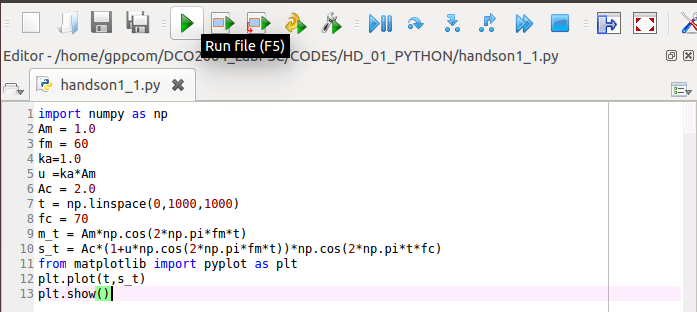 Run file (F5)
Editor - /home/gppcom/DCO2004_LabPSc/CODES/HD_01_PYTHON/handson1_1.py
handson1_1.py
1 import numpy as np
2 Am = 1.0
3 fm = 60
4 ka=1.0
5 u =ka*Am
6 Ac = 2.0
7 t = np.linspace(0,1000,1000)
8 fc = 70
9 m_t = Am*np.cos(2*np.pi*fm*t)
10 s_t = Ac*(1+u*np.cos(2*np.pi*fm*t))*np.cos(2*np.pi*t*fc)
11 from matplotlib import pyplot as plt
12 plt.plot(t,s_t)
13 plt.show()